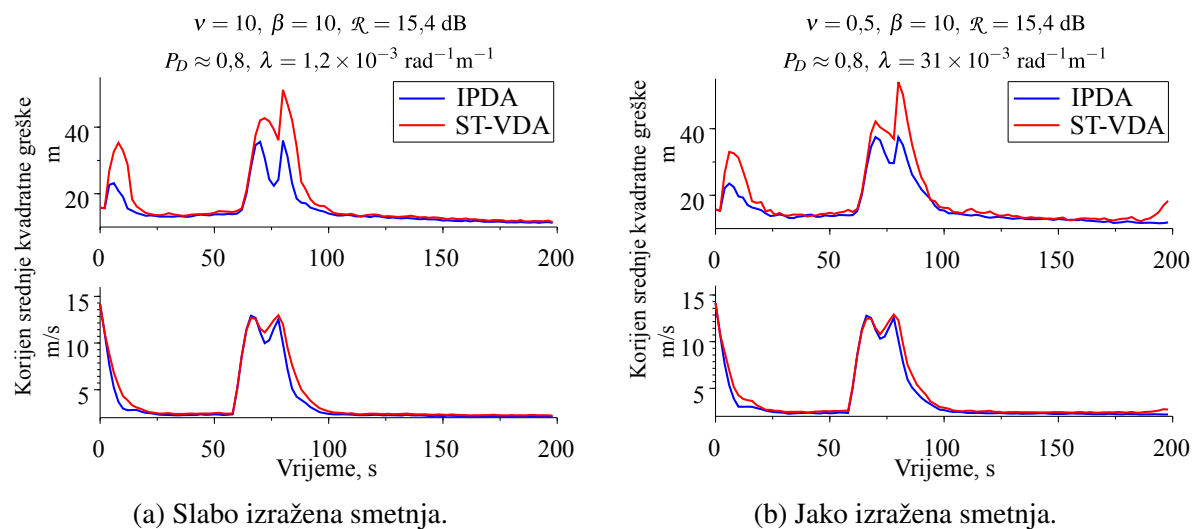 ν = 10, β = 10, ℛ = 15,4 dB
P_D ≈ 0,8, λ = 1,2 × 10⁻³ rad⁻¹m⁻¹
IPDA
ST-VDA
Korijen srednje kvadratne greške
m
40
20
0 50 100 150 200
m/s
15
10
5
0 50 100 150 200
Vrijeme, s
(a) Slabo izražena smetnja.
ν = 0,5, β = 10, ℛ = 15,4 dB
P_D ≈ 0,8, λ = 31 × 10⁻³ rad⁻¹m⁻¹
IPDA
ST-VDA
Korijen srednje kvadratne greške
m
40
20
0 50 100 150 200
m/s
15
10
5
0 50 100 150 200
Vrijeme, s
(b) Jako izražena smetnja.